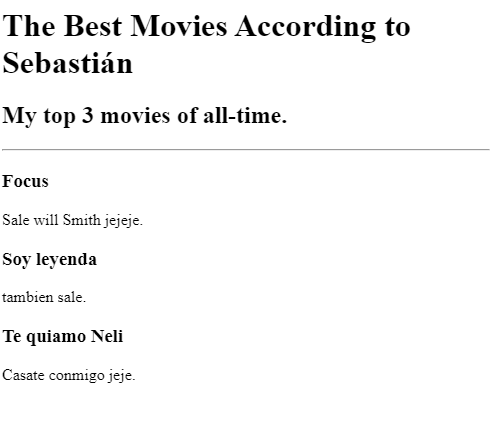 The Best Movies According to
Sebastián
My top 3 movies of all-time.
Focus
Sale will Smith jejeje.
Soy leyenda
tambien sale.
Te quiamo Neli
Casate conmigo jeje.